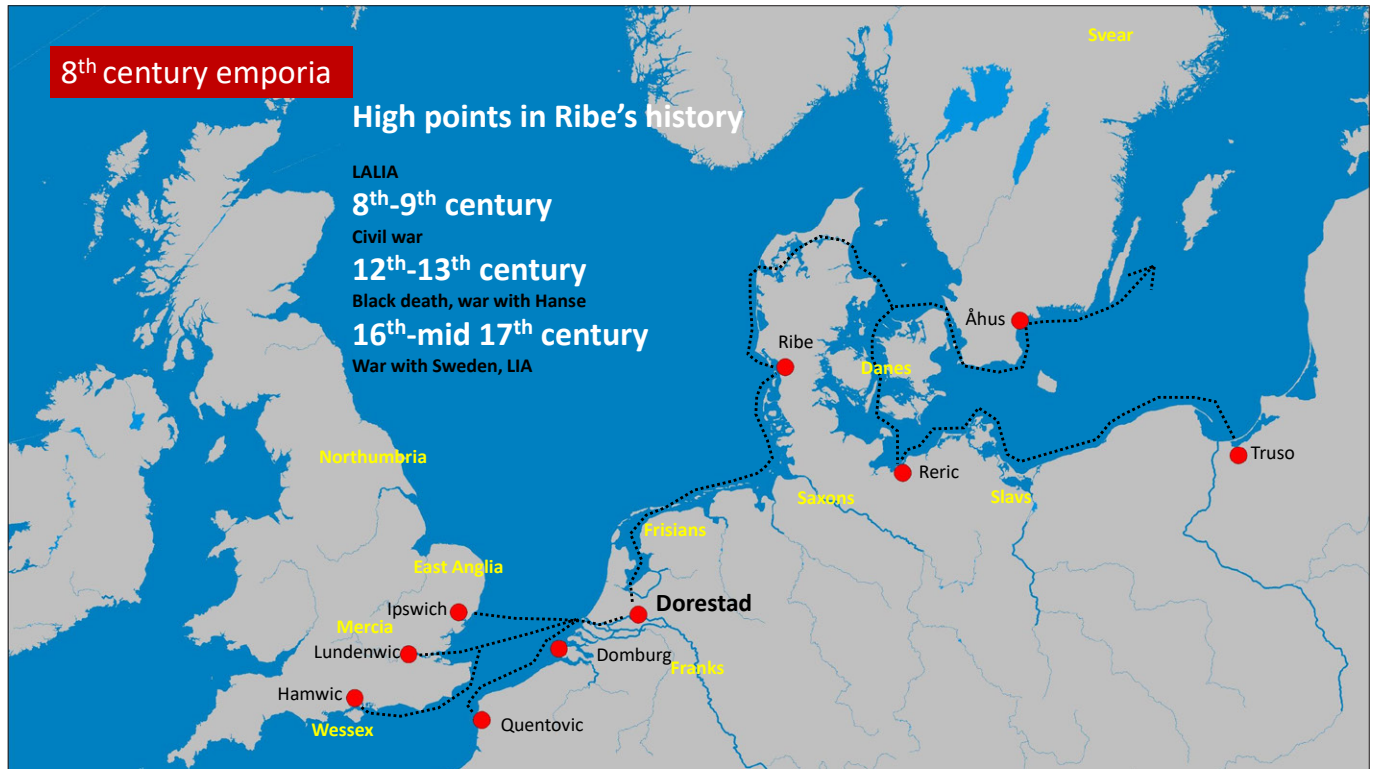 8th century emporia
Svear
High points in Ribe's history
LALIA
8th-9th century
Civil war
12th-13th century
Black death, war with Hanse
16th-mid 17th century
War with Sweden, LIA
Åhus
Ribe
Danes
Northumbria
Truso
Reric
Saxons
Slavs
Frisians
East Anglia
Ipswich
Dorestad
Mercia
Lundenwic
Domburg
Franks
Hamwic
Quentovic
Wessex